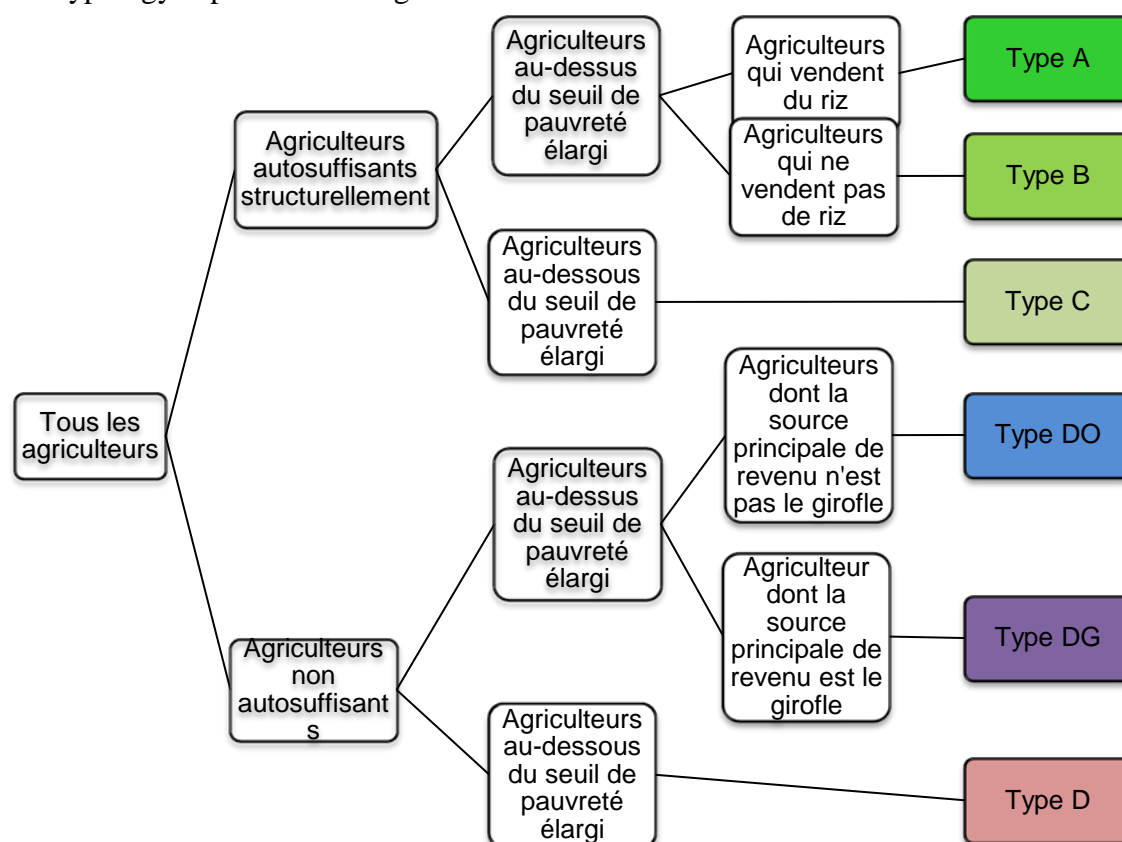 Agriculteurs
au-dessus
du seuil de
pauvreté
élargi
Agriculteurs
qui vendent
du riz
Type A
Agriculteurs
autosuffisants
structurellement
Agriculteurs
qui ne
vendent pas
de riz
Type B
Agriculteurs
au-dessous
du seuil de
pauvreté
élargi
Type C
Tous les
agriculteurs
Agriculteurs
dont la
source
principale de
revenu n'est
pas le girofle
Type DO
Agriculteurs
au-dessus
du seuil de
pauvreté
élargi
Agriculteur
dont la
source
principale de
revenu est le
girofle
Type DG
Agriculteurs
non
autosuffisant
s
Agriculteurs
au-dessous
du seuil de
pauvreté
élargi
Type D